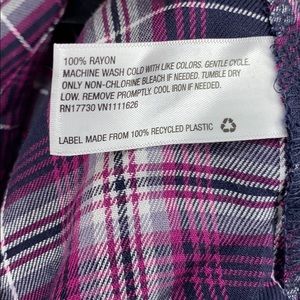 100% RAYON
MACHINE WASH COLD WITH LIKE COLORS. GENTLE CYCLE.
ONLY NON-CHLORINE BLEACH IF NEEDED. TUMBLE DRY
LOW. REMOVE PROMPTLY. COOL IRON IF NEEDED.
RN17730 VN1111626
LABEL MADE FROM 100% RECYCLED PLASTIC